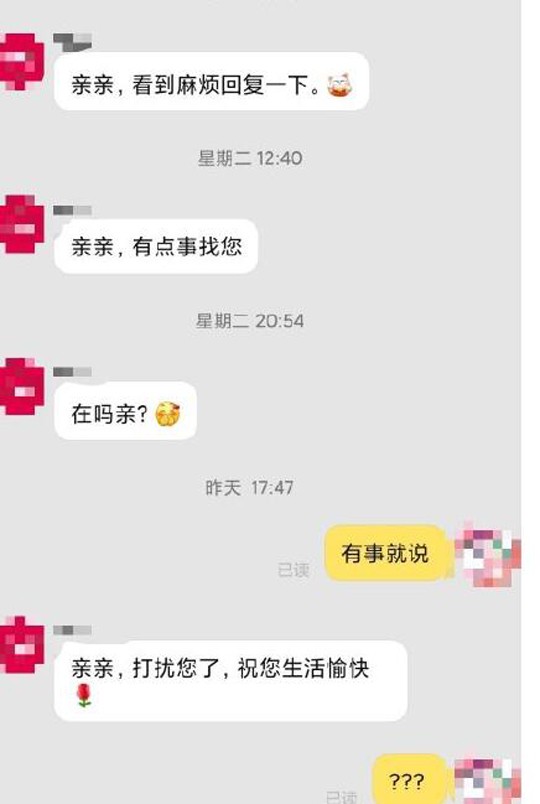 亲亲，看到麻烦回复一下。
星期二 12:40
亲亲，有点事找您
星期二 20:54
在吗亲？
昨天 17:47
有事就说
已读
亲亲，打扰您了，祝您生活愉快
???
已读